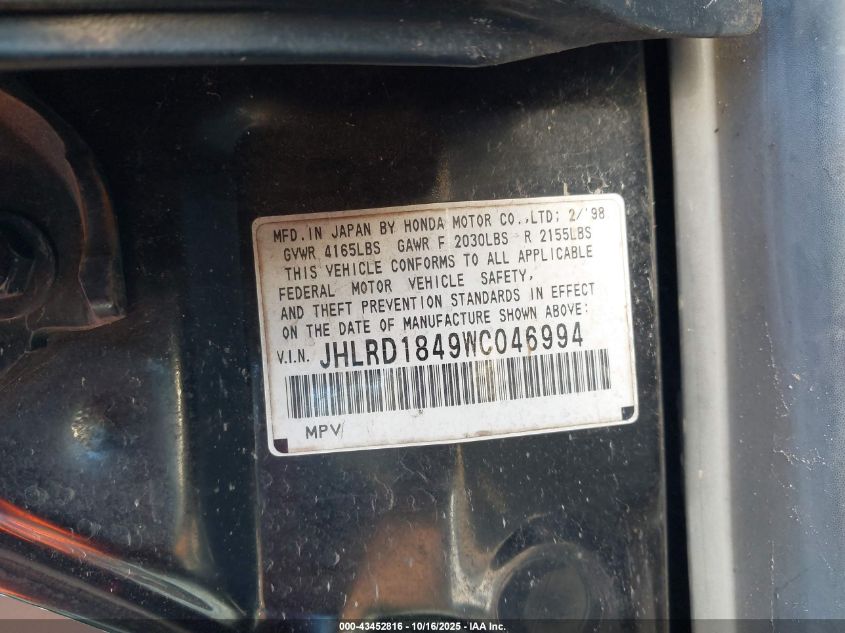 MFD.IN JAPAN BY HONDA MOTOR CO.,LTD; 2/'98
GVWR 4165LBS GAWR F 2030LBS R 2155LBS
THIS VEHICLE CONFORMS TO ALL APPLICABLE
FEDERAL MOTOR VEHICLE SAFETY,
AND THEFT PREVENTION STANDARDS IN EFFECT
ON THE DATE OF MANUFACTURE SHOWN ABOVE:
V.I.N. JHLRD1849WC046994
MPV
000-43452816 - 10/16/2025 - IAA Inc.